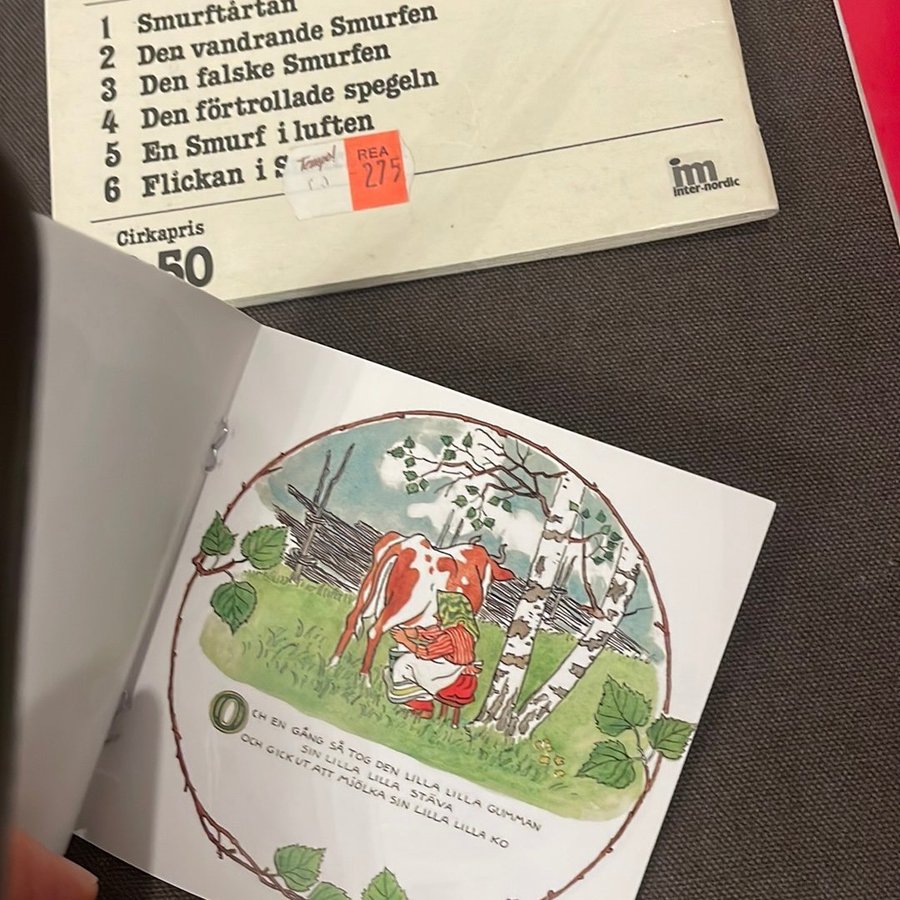 1 Smurftårtan
2 Den vandrande Smurfen
3 Den falske Smurfen
4 Den förtrollade spegeln
5 En Smurf i luften
6 Flickan i S
Tempo!
REA
275
im
inter-nordic
Cirkapris
50
OCH EN GÅNG SÅ TOG DEN LILLA LILLA GUMMAN
SIN LILLA LILLA STÄVA
OCH GICK UT ATT MJÖLKA SIN LILLA LILLA KO